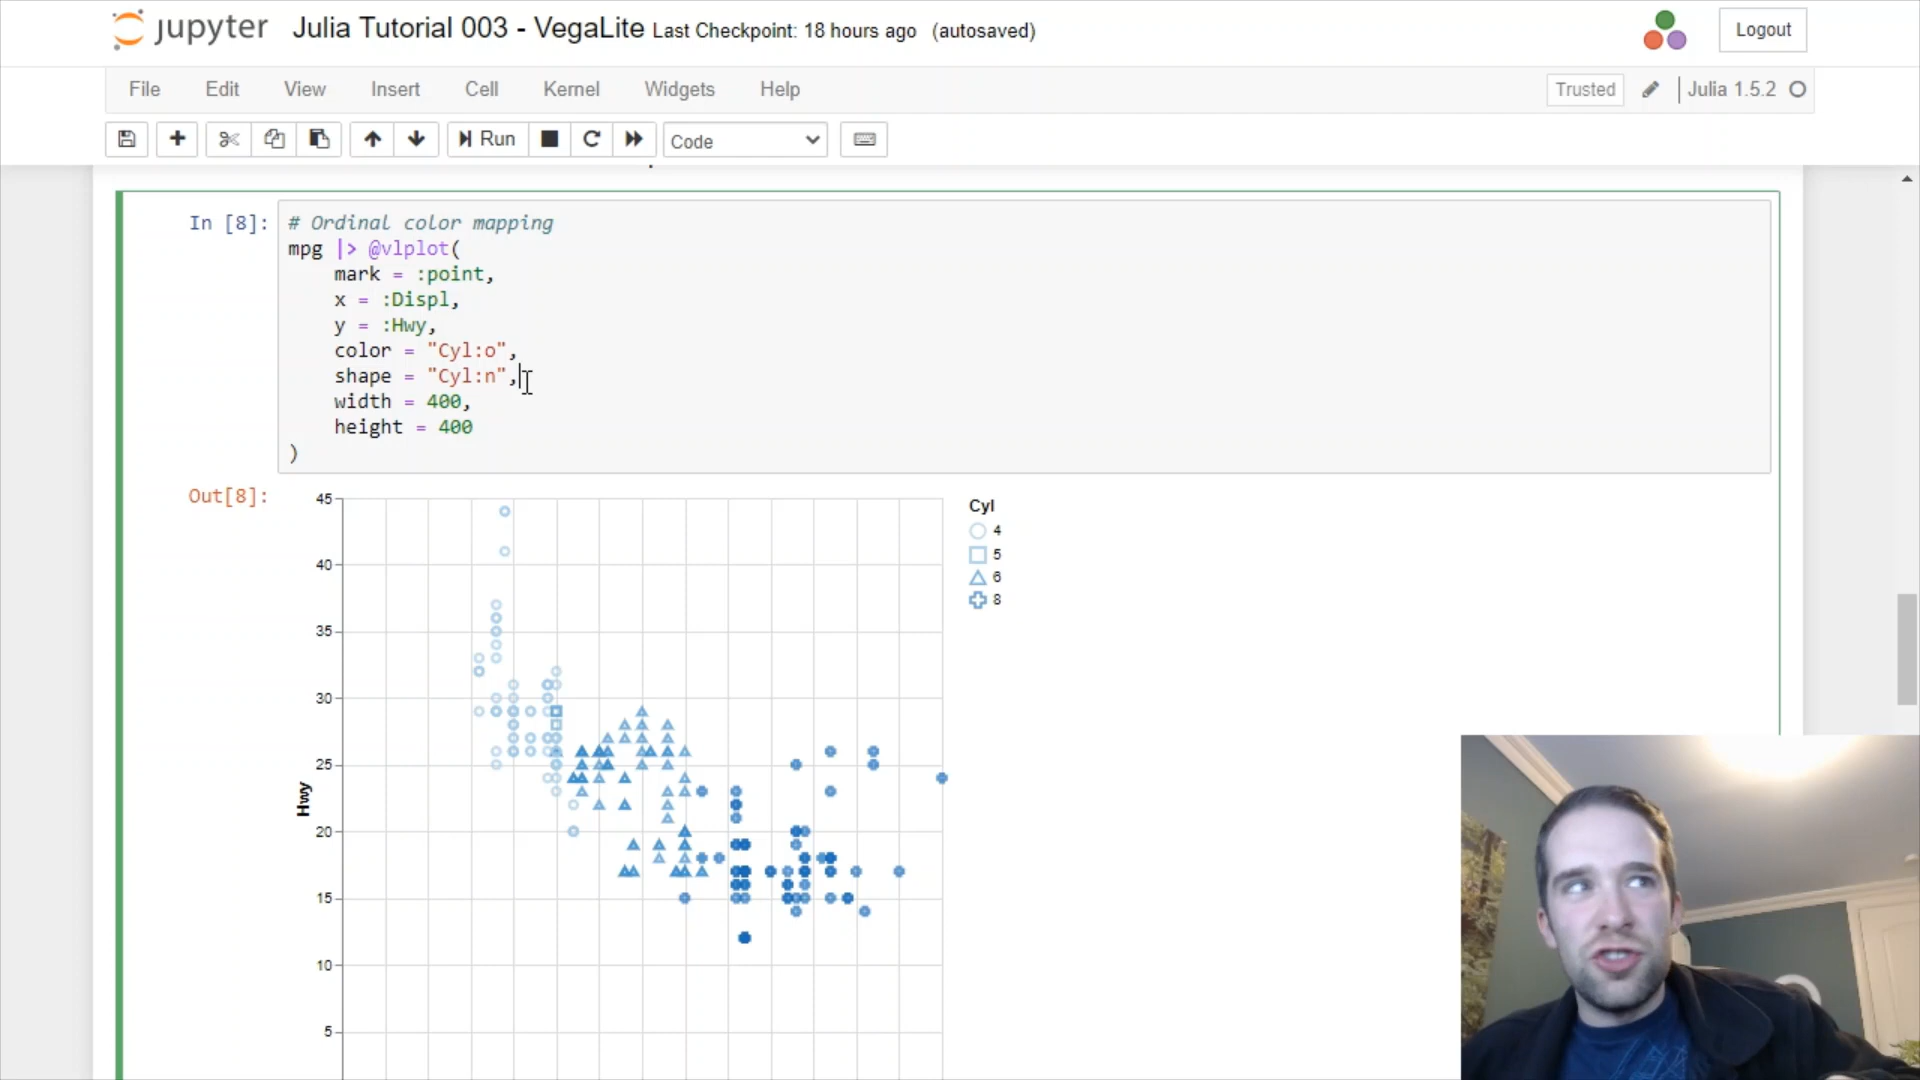 jupyter Julia Tutorial 003 - VegaLite Last Checkpoint: 18 hours ago (autosaved) Logout
File Edit View Insert Cell Kernel Widgets Help Trusted Julia 1.5.2
Run Code
In [8]: # Ordinal color mapping
mpg |> @vlplot(
mark = :point,
x = :Displ,
y = :Hwy,
color = "Cyl:o",
shape = "Cyl:n",
width = 400,
height = 400
)
Out[8]:
45
40
35
30
25
20
15
10
5
Hwy
Cyl
4
5
6
8